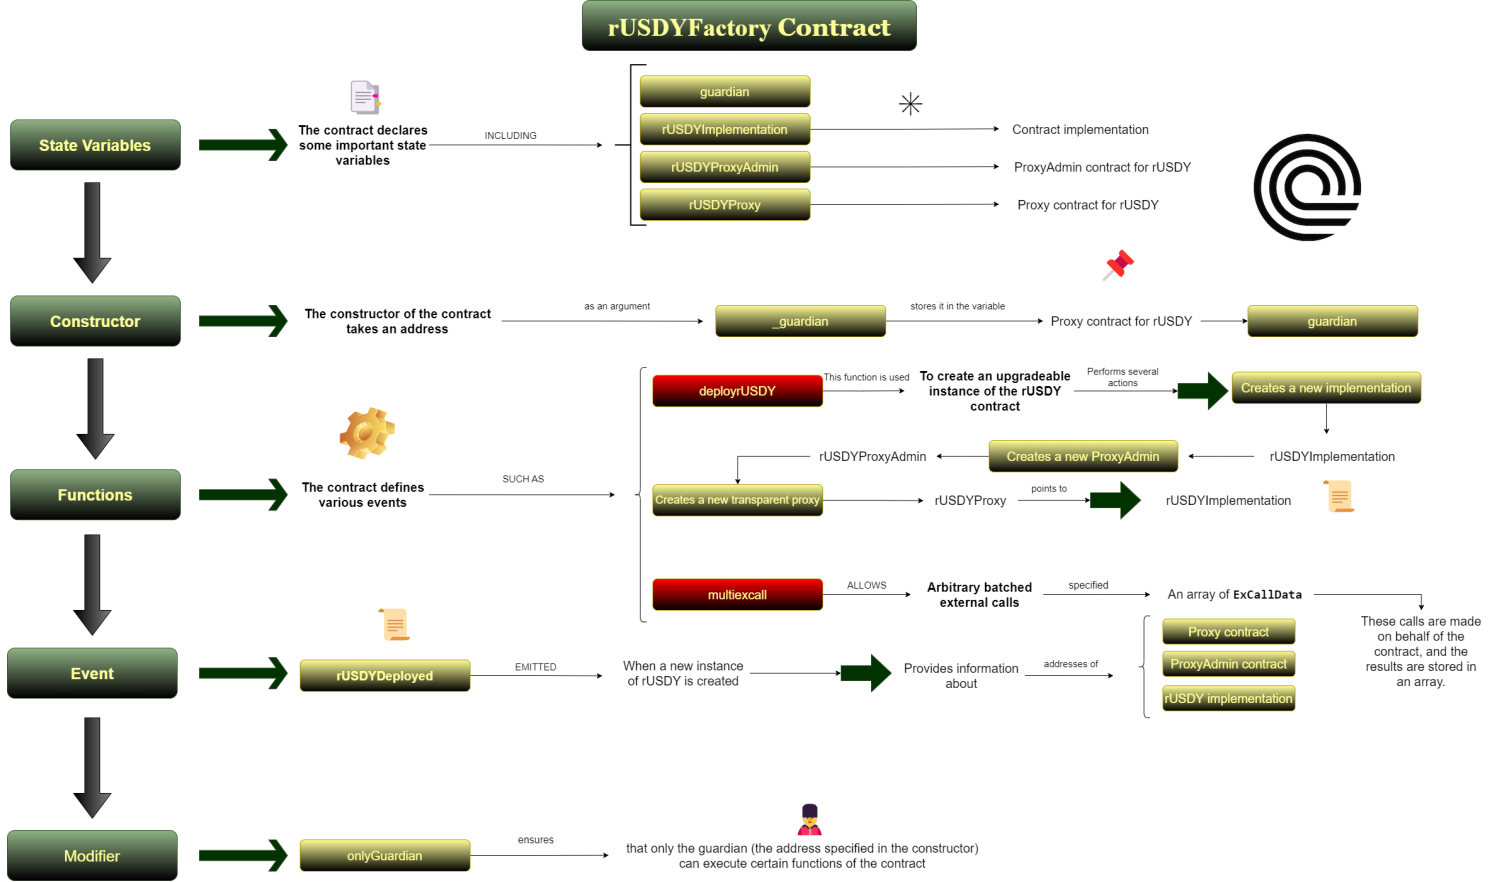 rUSDYFactory Contract
State Variables
The contract declares
some important state
variables
INCLUDING
guardian
rUSDYImplementation
Contract implementation
rUSDYProxyAdmin
ProxyAdmin contract for rUSDY
rUSDYProxy
Proxy contract for rUSDY
Constructor
The constructor of the contract
takes an address
as an argument
_guardian
stores it in the variable
Proxy contract for rUSDY
guardian
Functions
The contract defines
various events
SUCH AS
deployrUSDY
This function is used
To create an upgradeable
instance of the rUSDY
contract
Performs several
actions
Creates a new implementation
rUSDYImplementation
Creates a new ProxyAdmin
rUSDYProxyAdmin
Creates a new transparent proxy
rUSDYProxy
points to
rUSDYImplementation
multiexcall
ALLOWS
Arbitrary batched
external calls
specified
An array of ExCallData
These calls are made
on behalf of the
contract, and the
results are stored in
an array.
Event
rUSDYDeployed
EMITTED
When a new instance
of rUSDY is created
Provides information
about
addresses of
Proxy contract
ProxyAdmin contract
rUSDY implementation
Modifier
onlyGuardian
ensures
that only the guardian (the address specified in the constructor)
can execute certain functions of the contract